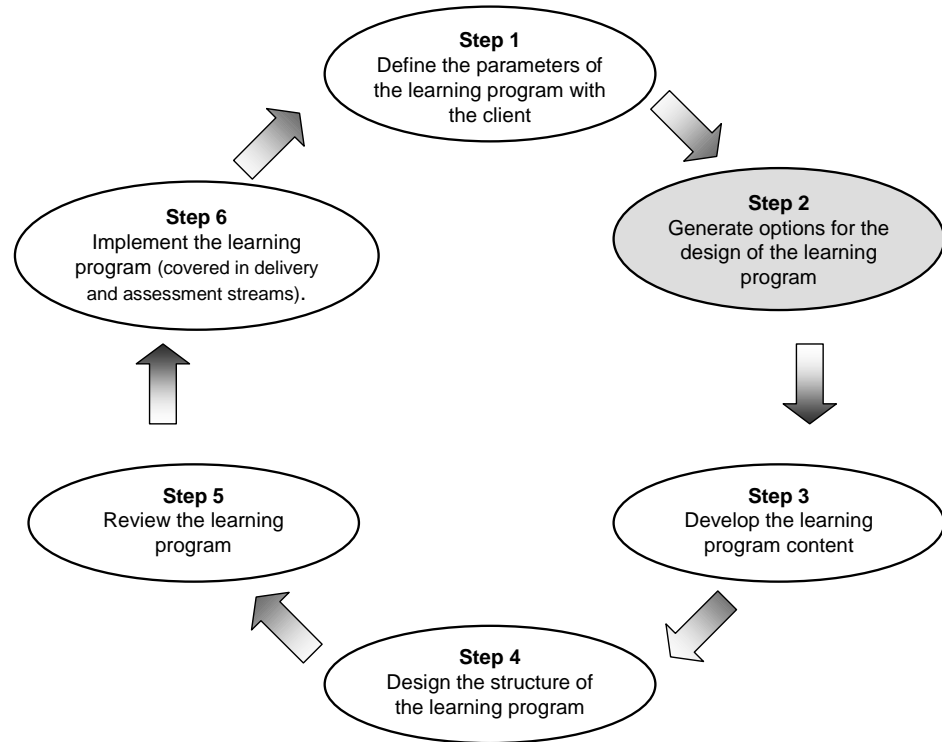 Step 1
Define the parameters of
the learning program with
the client
Step 2
Generate options for the
design of the learning
program
Step 3
Develop the learning
program content
Step 4
Design the structure of
the learning program
Step 5
Review the learning
program
Step 6
Implement the learning
program (covered in delivery
and assessment streams).